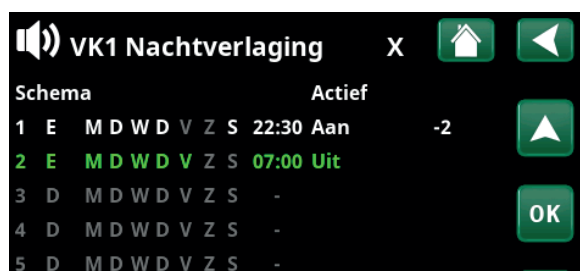 VK1 Nachtverlaging X
Schema Actief
1 E M D W D V Z S 22:30 Aan -2
2 E M D W D V Z S 07:00 Uit
3 D M D W D V Z S -
4 D M D W D V Z S -
OK
5 D M D W D V Z S -